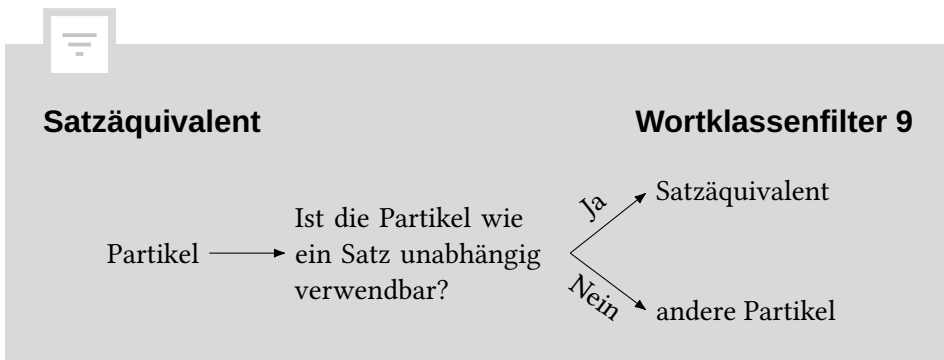 Satzäquivalent
Wortklassenfilter 9
Partikel
Ist die Partikel wie
ein Satz unabhängig
verwendbar?
Ja
Satzäquivalent
Nein
andere Partikel